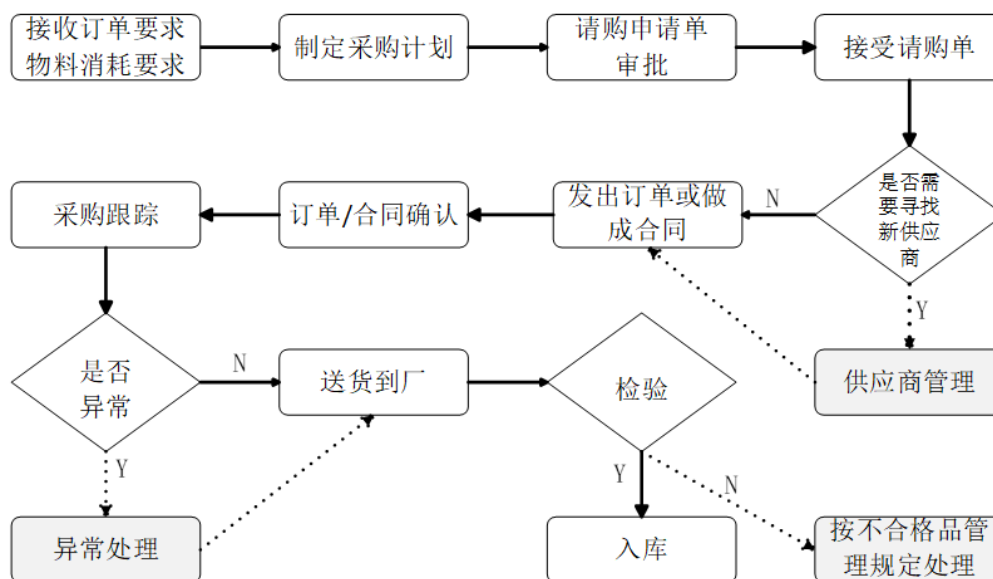 接收订单要求
物料消耗要求
制定采购计划
请购申请单
审批
接受请购单
是否需
要寻找
新供应
商
N
Y
发出订单或做
成合同
订单/合同确认
采购跟踪
供应商管理
是否
异常
N
Y
送货到厂
检验
Y
N
异常处理
入库
按不合格品管
理规定处理